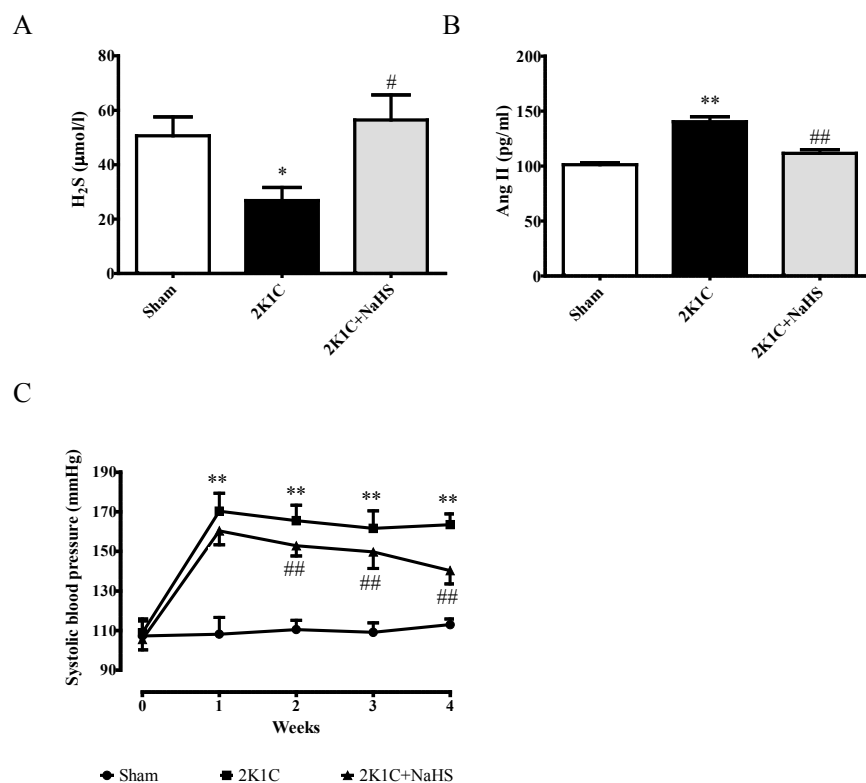 A
H₂S (μmol/l)
80
60
40
20
0
*
#
Sham
2K1C
2K1C+NaHS
B
Ang II (pg/ml)
200
150
100
50
0
**
##
Sham
2K1C
2K1C+NaHS
C
Systolic blood pressure (mmHg)
190
170
150
130
110
90
** ** ** **
## ## ##
0 1 2 3 4
Weeks
Sham 2K1C 2K1C+NaHS